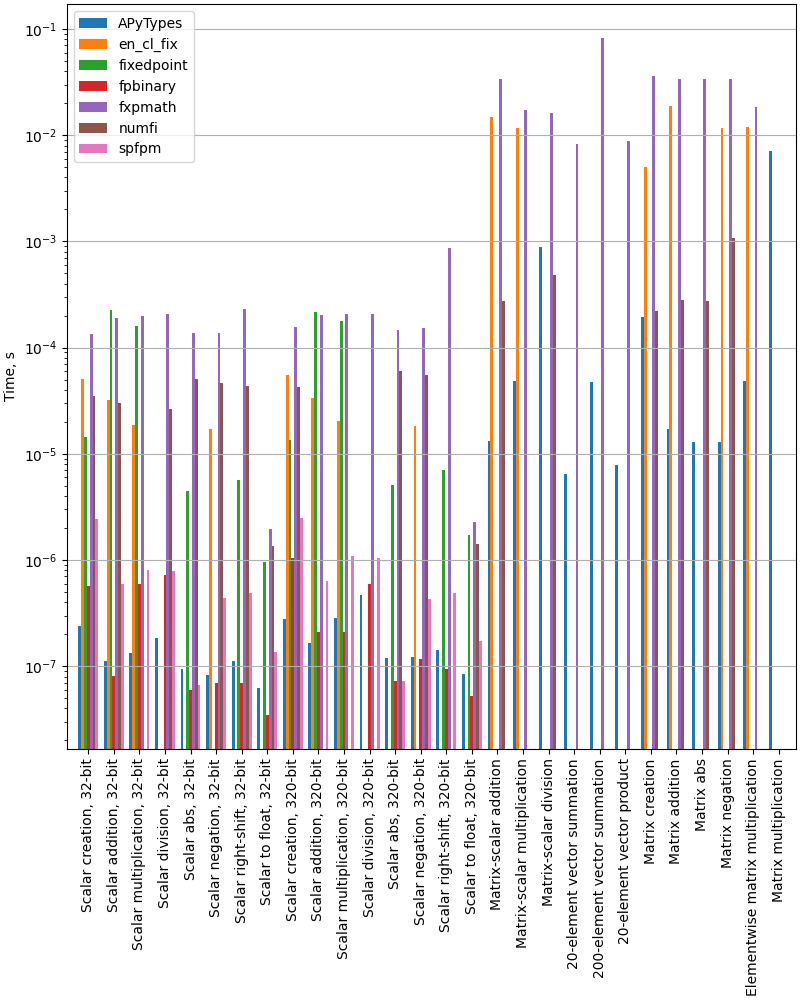 APyTypes
en_cl_fix
fixedpoint
fpbinary
fxpmath
numfi
spfpm
Time, s
10⁻¹
10⁻²
10⁻³
10⁻⁴
10⁻⁵
10⁻⁶
10⁻⁷
Scalar creation, 32-bit
Scalar addition, 32-bit
Scalar multiplication, 32-bit
Scalar division, 32-bit
Scalar abs, 32-bit
Scalar negation, 32-bit
Scalar right-shift, 32-bit
Scalar to float, 32-bit
Scalar creation, 320-bit
Scalar addition, 320-bit
Scalar multiplication, 320-bit
Scalar division, 320-bit
Scalar abs, 320-bit
Scalar negation, 320-bit
Scalar right-shift, 320-bit
Scalar to float, 320-bit
Matrix-scalar addition
Matrix-scalar multiplication
Matrix-scalar division
20-element vector summation
200-element vector summation
20-element vector product
Matrix creation
Matrix addition
Matrix abs
Matrix negation
Elementwise matrix multiplication
Matrix multiplication